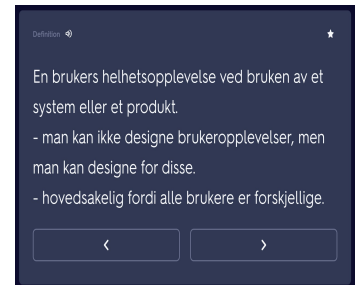 Definition
En brukers helhetsopplevelse ved bruken av et
system eller et produkt.
- man kan ikke designe brukeropplevelser, men
man kan designe for disse.
- hovedsakelig fordi alle brukere er forskjellige.